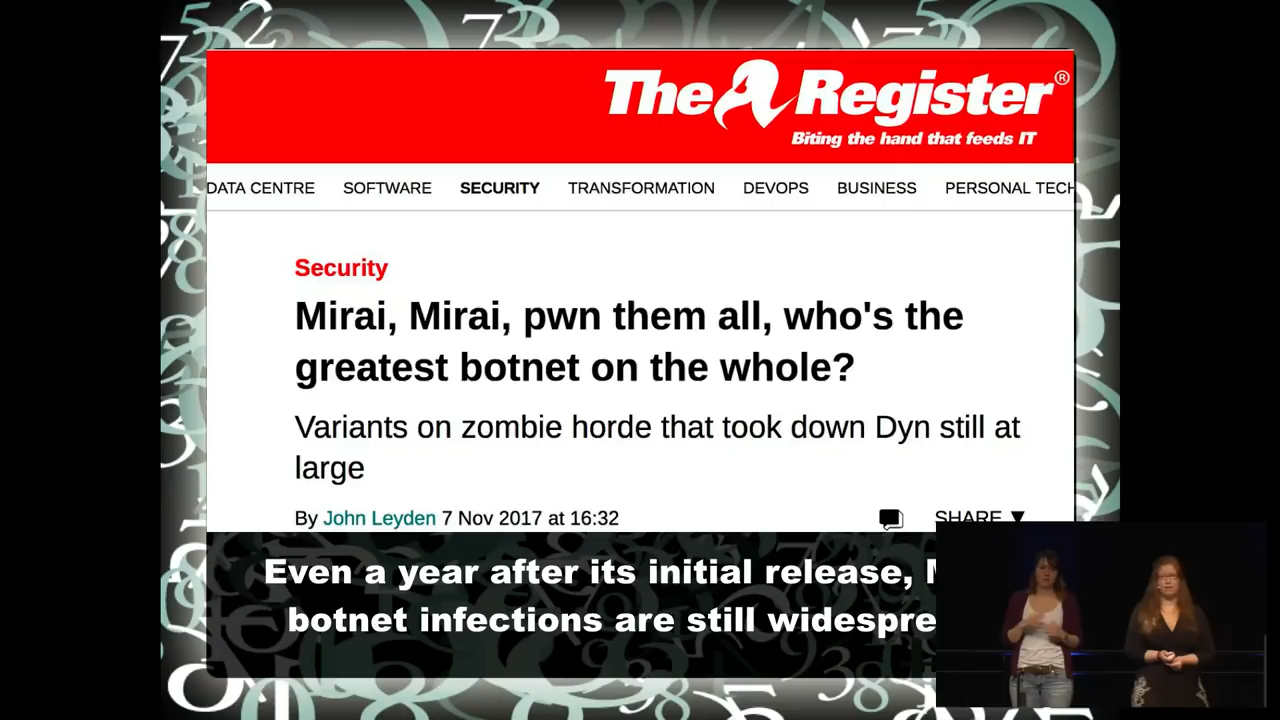 The Register®
Biting the hand that feeds IT
DATA CENTRE SOFTWARE SECURITY TRANSFORMATION DEVOPS BUSINESS PERSONAL TECH
Security
Mirai, Mirai, pwn them all, who's the
greatest botnet on the whole?
Variants on zombie horde that took down Dyn still at
large
By John Leyden 7 Nov 2017 at 16:32
SHARE ▼
Even a year after its initial release,
botnet infections are still widespre